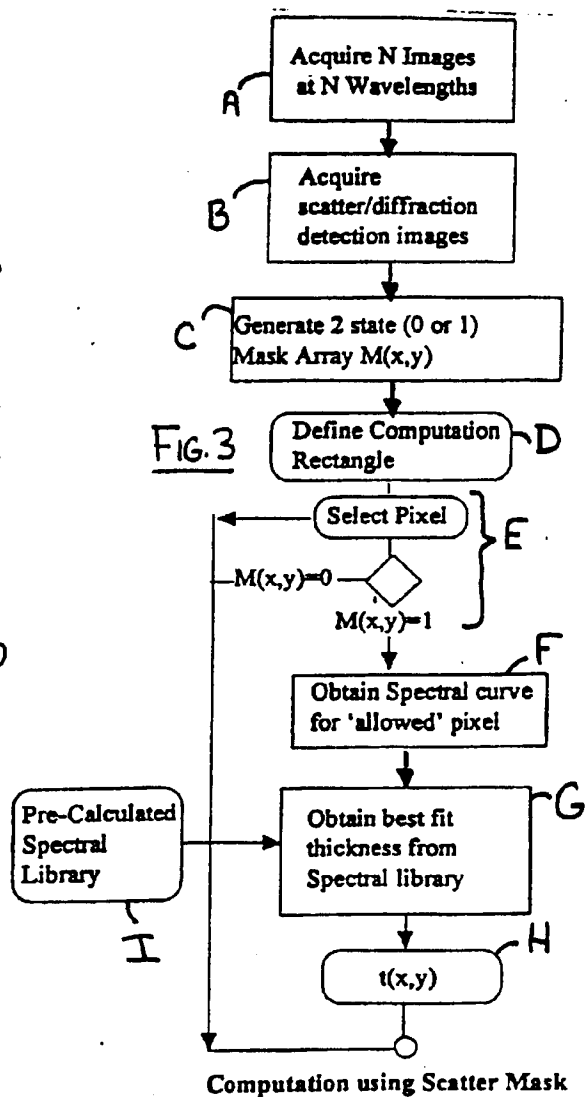 Acquire N Images
at N Wavelengths
A
Acquire
scatter/diffraction
detection images
B
Generate 2 state (0 or 1)
Mask Array M(x,y)
C
FIG. 3
Define Computation
Rectangle
D
Select Pixel
E
M(x,y)=0
M(x,y)=1
F
Obtain Spectral curve
for 'allowed' pixel
G
Pre-Calculated
Spectral
Library
Obtain best fit
thickness from
Spectral library
I
H
t(x,y)
Computation using Scatter Mask